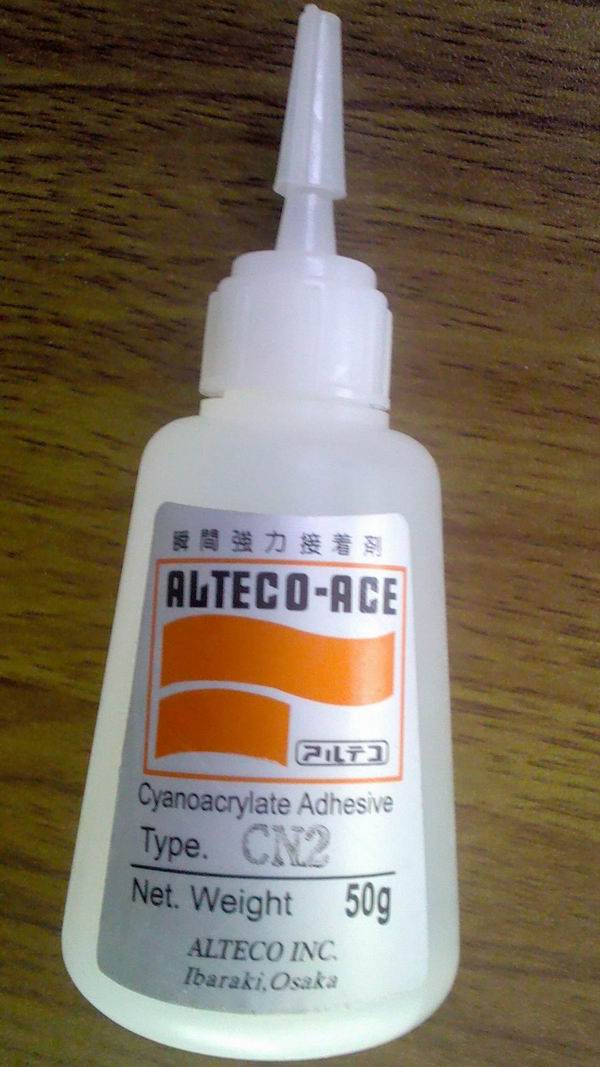 瞬間強力接着剤
ALTECO-ACE
アルテコ
Cyanoacrylate Adhesive
Type. CN2
Net. Weight 50g
ALTECO INC.
Ibaraki,Osaka